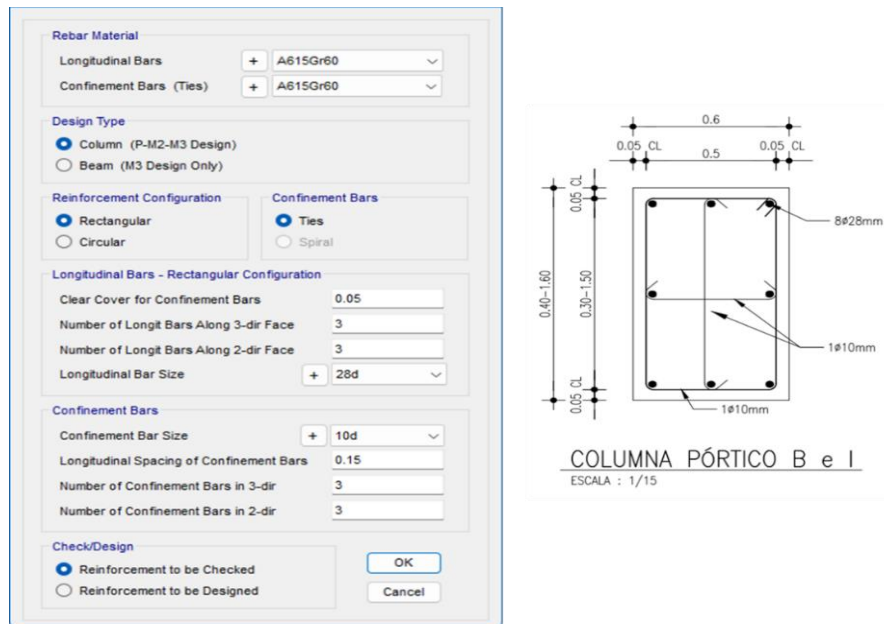 Rebar Material
Longitudinal Bars + A615Gr60
Confinement Bars (Ties) + A615Gr60
Design Type
Column (P-M2-M3 Design)
Beam (M3 Design Only)
Reinforcement Configuration
Rectangular
Circular
Confinement Bars
Ties
Spiral
Longitudinal Bars - Rectangular Configuration
Clear Cover for Confinement Bars 0.05
Number of Longit Bars Along 3-dir Face 3
Number of Longit Bars Along 2-dir Face 3
Longitudinal Bar Size + 28d
Confinement Bars
Confinement Bar Size + 10d
Longitudinal Spacing of Confinement Bars 0.15
Number of Confinement Bars in 3-dir 3
Number of Confinement Bars in 2-dir 3
Check/Design
Reinforcement to be Checked
Reinforcement to be Designed
OK
Cancel
0.6
0.05 CL
0.05 CL
0.5
0.05 CL
8ø28mm
0.40-1.60
0.30-1.50
1ø10mm
0.05 CL
1ø10mm
COLUMNA PÓRTICO B e I
ESCALA : 1/15